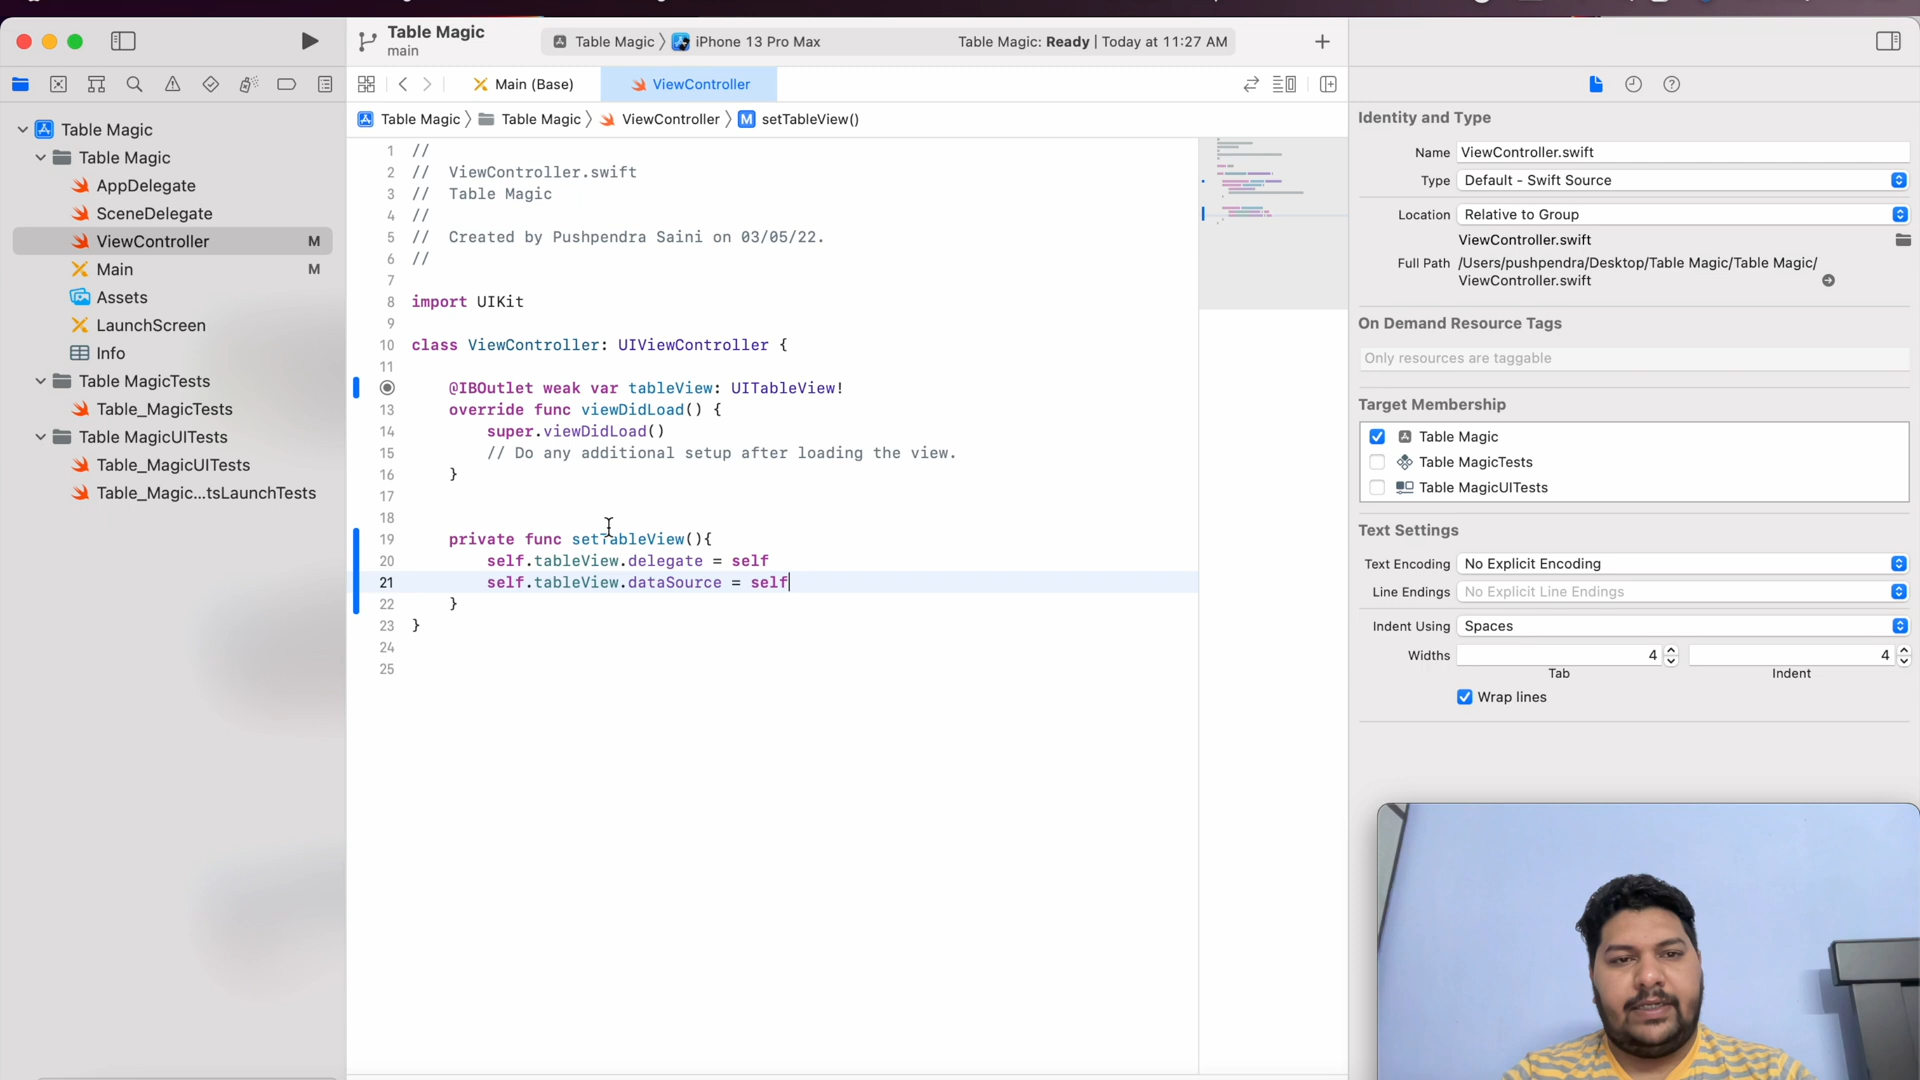 Table Magic
main
Table Magic
iPhone 13 Pro Max
Table Magic: Ready | Today at 11:27 AM
Main (Base)
ViewController
Table Magic
Table Magic
ViewController
M
setTableView()
Table Magic
Table Magic
AppDelegate
SceneDelegate
ViewController M
Main M
Assets
LaunchScreen
Info
Table MagicTests
Table_MagicTests
Table MagicUITests
Table_MagicUITests
Table_Magic...tsLaunchTests
1 //
2 //  ViewController.swift
3 //  Table Magic
4 //
5 //  Created by Pushpendra Saini on 03/05/22.
6 //
7
8 import UIKit
9
10 class ViewController: UIViewController {
11
@IBOutlet weak var tableView: UITableView!
13 override func viewDidLoad() {
14 super.viewDidLoad()
15 // Do any additional setup after loading the view.
16 }
17
18
19 private func setTableView(){
20 self.tableView.delegate = self
21 self.tableView.dataSource = self
22 }
23 }
24
25
Identity and Type
Name ViewController.swift
Type Default - Swift Source
Location Relative to Group
ViewController.swift
Full Path /Users/pushpendra/Desktop/Table Magic/Table Magic/
ViewController.swift
On Demand Resource Tags
Only resources are taggable
Target Membership
Table Magic
Table MagicTests
Table MagicUITests
Text Settings
Text Encoding No Explicit Encoding
Line Endings No Explicit Line Endings
Indent Using Spaces
Widths 4 4
Tab Indent
Wrap lines